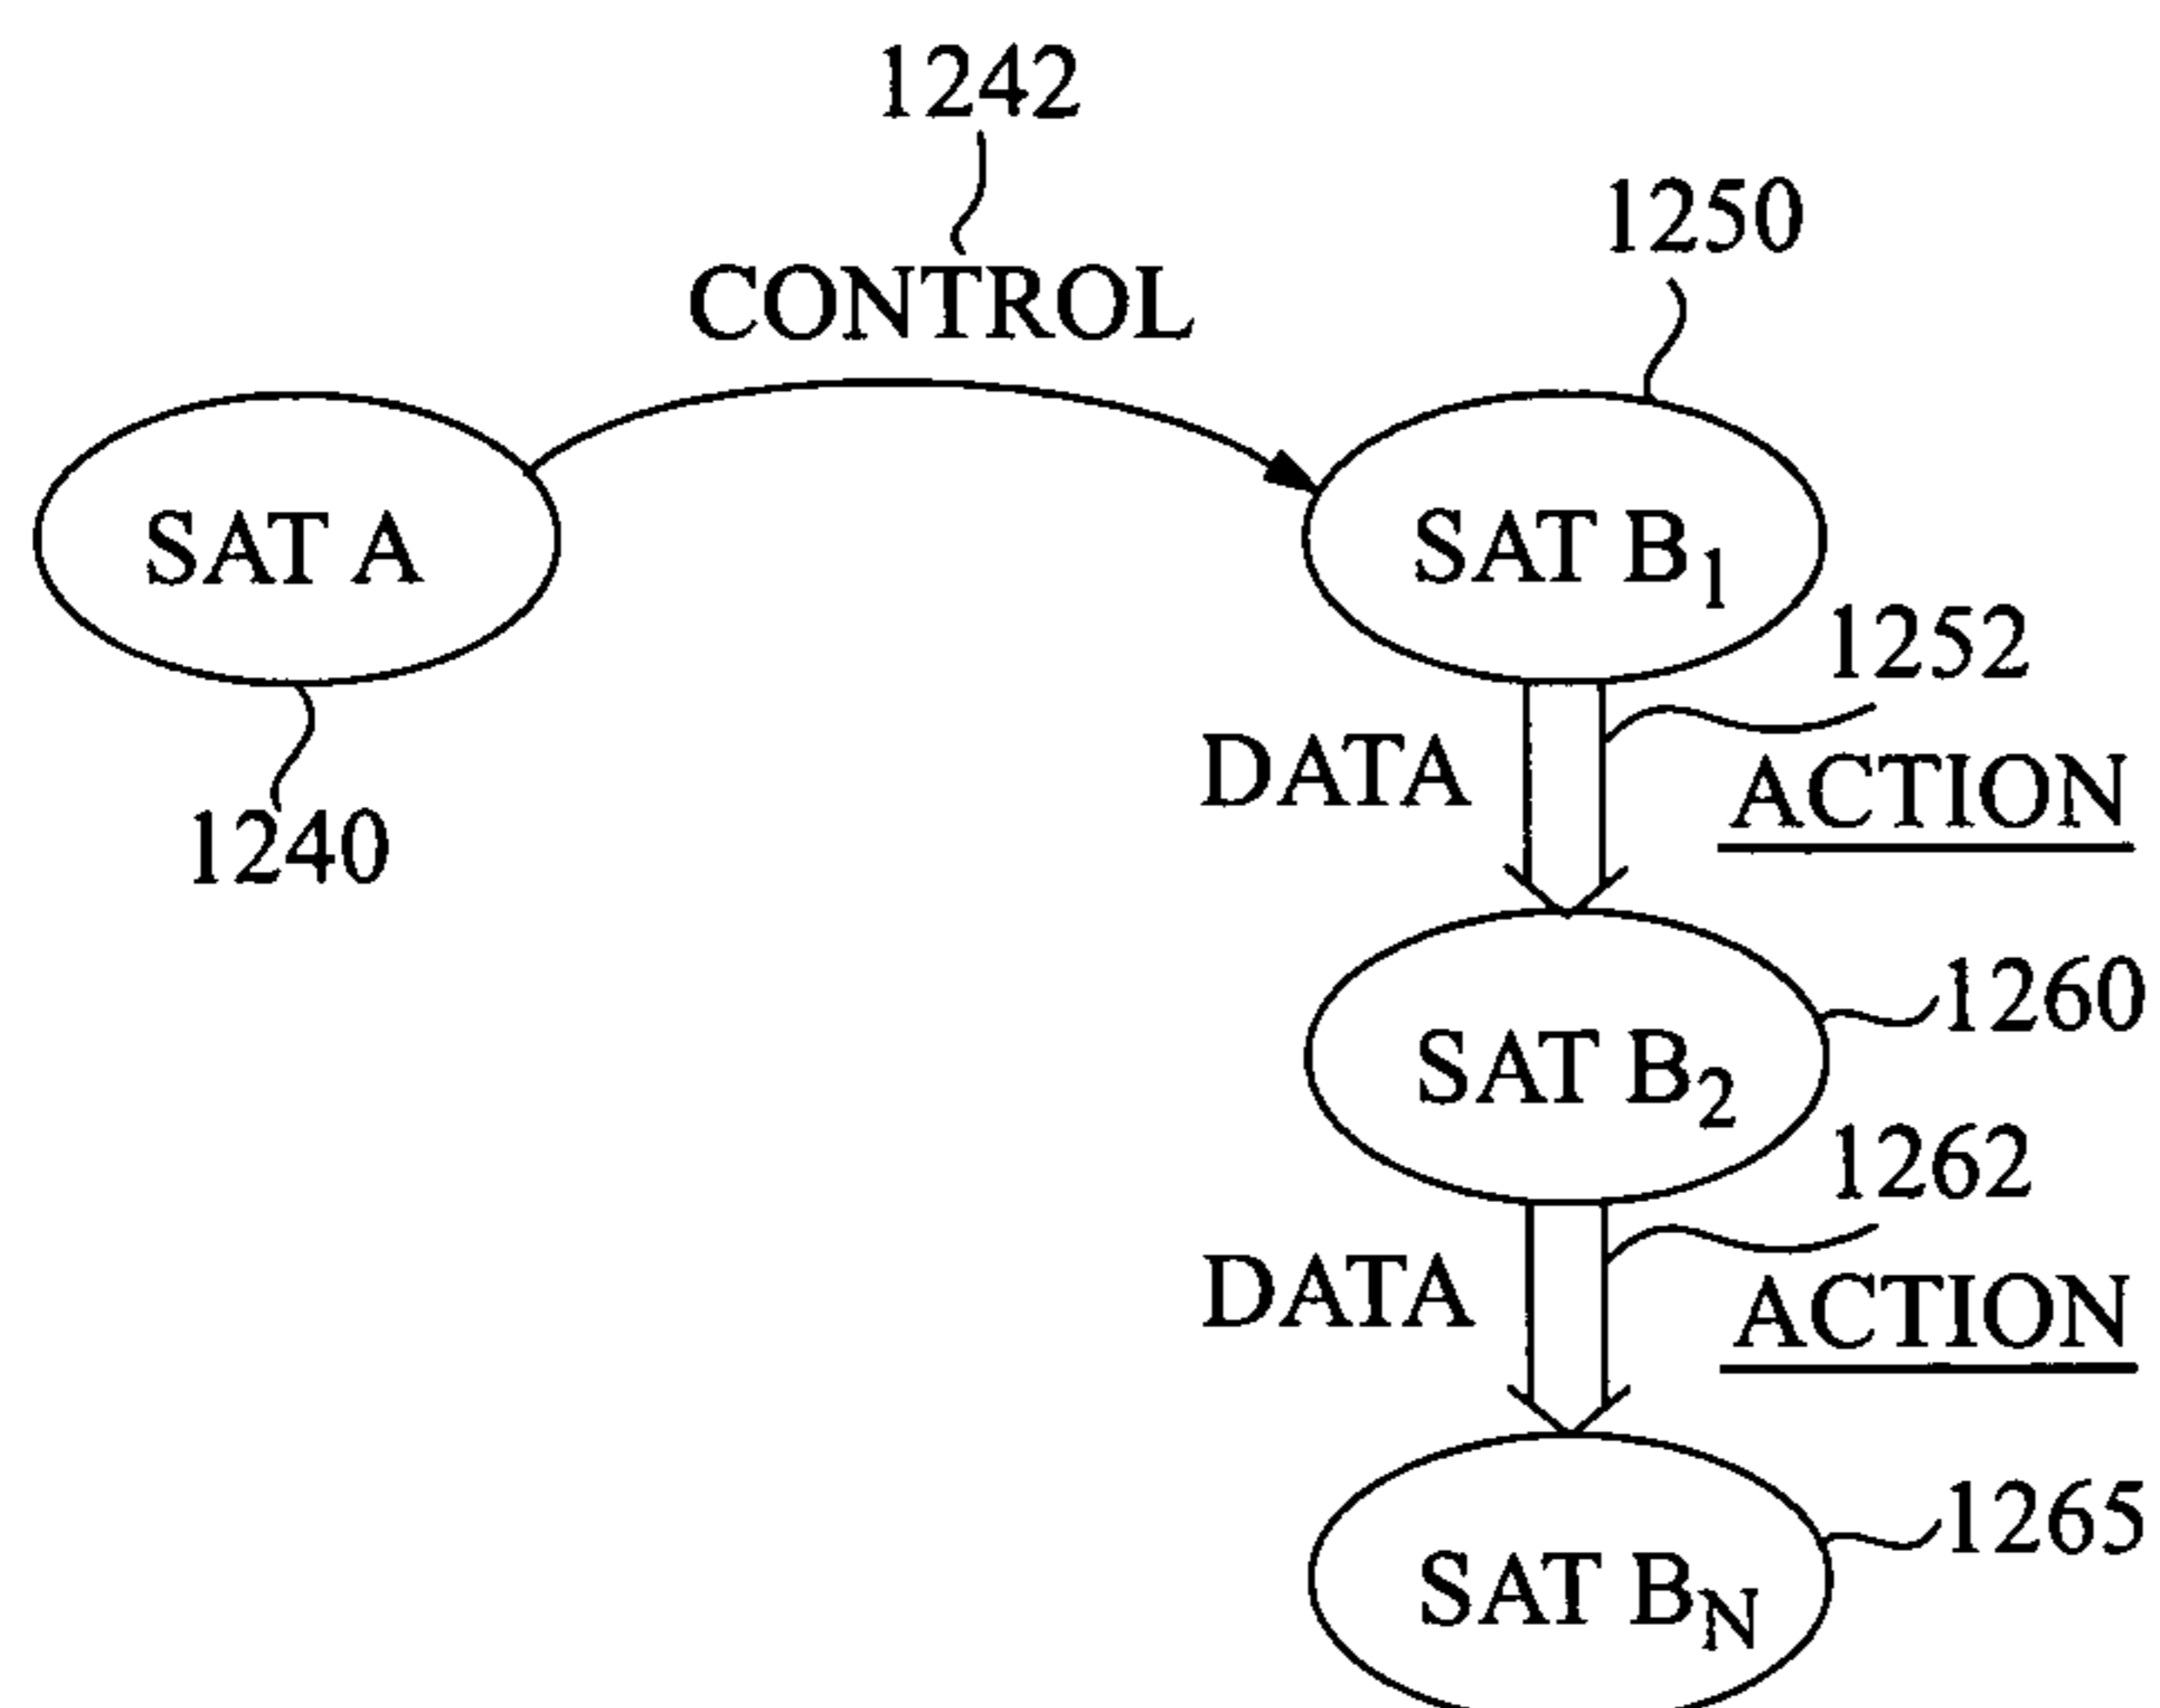 1242
CONTROL
1250
SAT A
SAT B1
1240
1252
DATA
ACTION
SAT B2
1260
1262
DATA
ACTION
SAT BN
1265